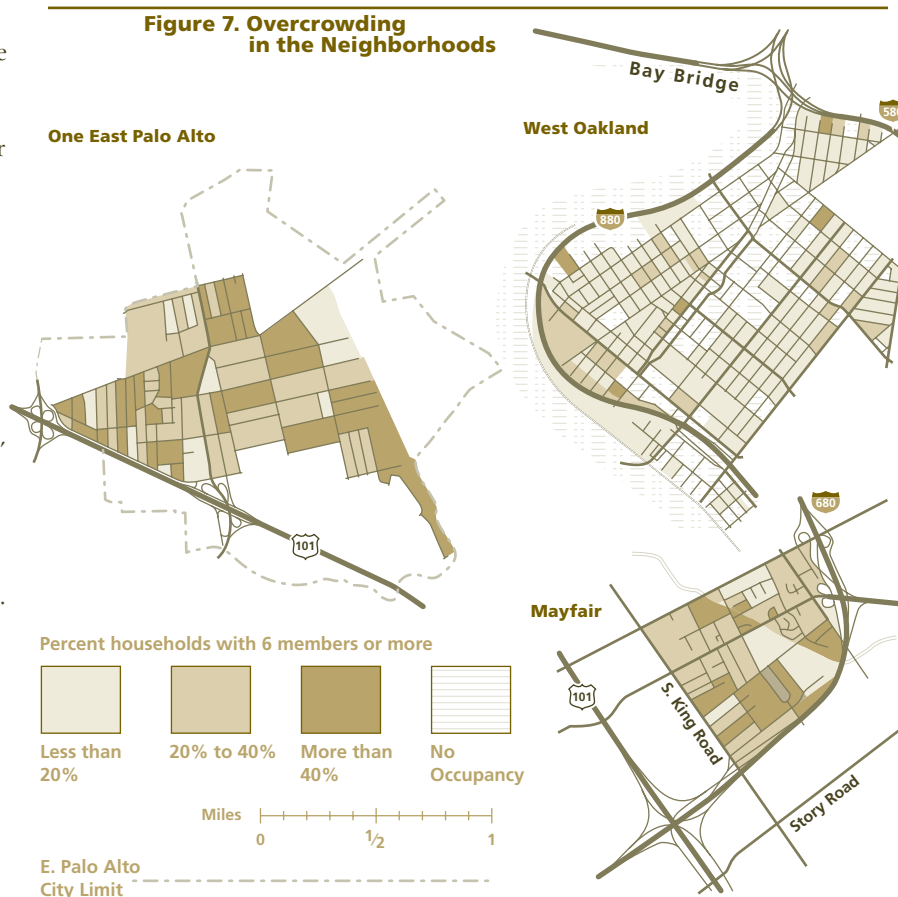 Figure 7. Overcrowding
in the Neighborhoods
e
r
,
.
One East Palo Alto
West Oakland
Bay Bridge
580
880
101
680
Mayfair
101
S. King Road
Story Road
Percent households with 6 members or more
Less than
20%
20% to 40%
More than
40%
No
Occupancy
Miles
0
1/2
1
E. Palo Alto
City Limit